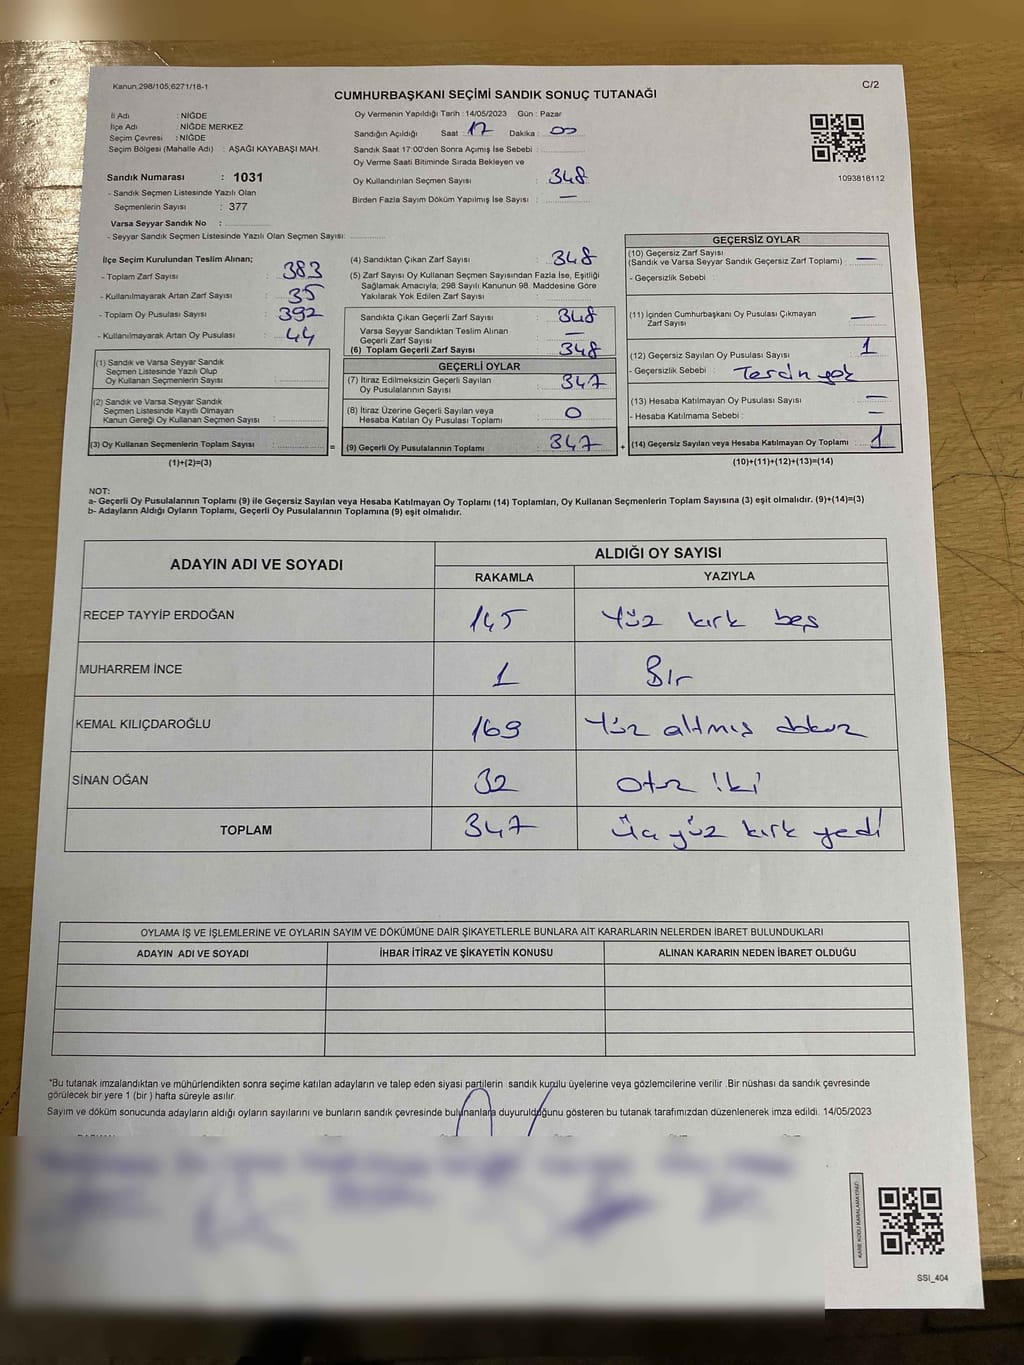 Kanun:298/105;6271/18-1
C/2
CUMHURBAŞKANI SEÇİMİ SANDIK SONUÇ TUTANAĞI
İl Adı : NİĞDE
İlçe Adı : NİĞDE MERKEZ
Seçim Çevresi : NİĞDE
Seçim Bölgesi (Mahalle Adı) : AŞAĞI KAYABAŞI MAH.
Sandık Numarası : 1031
- Sandık Seçmen Listesinde Yazılı Olan
Seçmenlerin Sayısı : 377
Varsa Seyyar Sandık No :
- Seyyar Sandık Seçmen Listesinde Yazılı Olan Seçmen Sayısı:
Oy Vermenin Yapıldığı Tarih : 14/05/2023 Gün : Pazar
Sandığın Açıldığı Saat 17 Dakika : 00
Sandık Saat 17:00'den Sonra Açımış İse Sebebi :
Oy Verme Saati Bitiminde Sırada Bekleyen ve
Oy Kullandırılan Seçmen Sayısı : 348
Birden Fazla Sayım Döküm Yapılmış İse Sayısı : —
1093818112
İlçe Seçim Kurulundan Teslim Alınan;
- Toplam Zarf Sayısı : 383
- Kullanılmayarak Artan Zarf Sayısı : 35
- Toplam Oy Pusulası Sayısı : 392
- Kullanılmayarak Artan Oy Pusulası : 44
(1) Sandık ve Varsa Seyyar Sandık
Seçmen Listesinde Yazılı Olup
Oy Kullanan Seçmenlerin Sayısı :
(2) Sandık ve Varsa Seyyar Sandık
Seçmen Listesinde Kayıtlı Olmayan
Kanun Gereği Oy Kullanan Seçmen Sayısı :
(3) Oy Kullanan Seçmenlerin Toplam Sayısı : =
(1)+(2)=(3)
(4) Sandıktan Çıkan Zarf Sayısı : 348
(5) Zarf Sayısı Oy Kullanan Seçmen Sayısından Fazla İse, Eşitliği
Sağlamak Amacıyla, 298 Sayılı Kanunun 98. Maddesine Göre
Yakılarak Yok Edilen Zarf Sayısı :
Sandıkta Çıkan Geçerli Zarf Sayısı : 348
Varsa Seyyar Sandıktan Teslim Alınan
Geçerli Zarf Sayısı : —
(6) Toplam Geçerli Zarf Sayısı : 348
GEÇERLİ OYLAR
(7) İtiraz Edilmeksizin Geçerli Sayılan
Oy Pusulalarının Sayısı : 347
(8) İtiraz Üzerine Geçerli Sayılan veya
Hesaba Katılan Oy Pusulası Toplamı : 0
(9) Geçerli Oy Pusulalarının Toplamı : 347 +
GEÇERSİZ OYLAR
(10) Geçersiz Zarf Sayısı
(Sandık ve Varsa Seyyar Sandık Geçersiz Zarf Toplamı) : —
- Geçersizlik Sebebi :
(11) İçinden Cumhurbaşkanı Oy Pusulası Çıkmayan
Zarf Sayısı : —
(12) Geçersiz Sayılan Oy Pusulası Sayısı : 1
- Geçersizlik Sebebi : Tercih yok
(13) Hesaba Katılmayan Oy Pusulası Sayısı : —
- Hesaba Katılmama Sebebi : —
(14) Geçersiz Sayılan veya Hesaba Katılmayan Oy Toplamı : 1
(10)+(11)+(12)+(13)=(14)
NOT:
a- Geçerli Oy Pusulalarının Toplamı (9) ile Geçersiz Sayılan veya Hesaba Katılmayan Oy Toplamı (14) Toplamları, Oy Kullanan Seçmenlerin Toplam Sayısına (3) eşit olmalıdır. (9)+(14)=(3)
b- Adayların Aldığı Oyların Toplamı, Geçerli Oy Pusulalarının Toplamına (9) eşit olmalıdır.
ADAYIN ADI VE SOYADI ALDIĞI OY SAYISI
RAKAMLA YAZIYLA
RECEP TAYYİP ERDOĞAN 145 Yüz kırk beş
MUHARREM İNCE 1 Bir
KEMAL KILIÇDAROĞLU 169 Yüz altmış dokuz
SİNAN OĞAN 32 Otuz iki
TOPLAM 347 Üç yüz kırk yedi
OYLAMA İŞ VE İŞLEMLERİNE VE OYLARIN SAYIM VE DÖKÜMÜNE DAİR ŞİKAYETLERLE BUNLARA AİT KARARLARIN NELERDEN İBARET BULUNDUKLARI
ADAYIN ADI VE SOYADI İHBAR İTİRAZ VE ŞİKAYETİN KONUSU ALINAN KARARIN NEDEN İBARET OLDUĞU
*Bu tutanak imzalandıktan ve mühürlendikten sonra seçime katılan adayların ve talep eden siyasi partilerin sandık kurulu üyelerine veya gözlemcilerine verilir .Bir nüshası da sandık çevresinde
görülecek bir yere 1 (bir ) hafta süreyle asılır.
Sayım ve döküm sonucunda adayların aldığı oyların sayılarını ve bunların sandık çevresinde bulunanlara duyurulduğunu gösteren bu tutanak tarafımızdan düzenlenerek imza edildi. 14/05/2023
KARE KODU KARALAMAYINIZ!
SSI_404